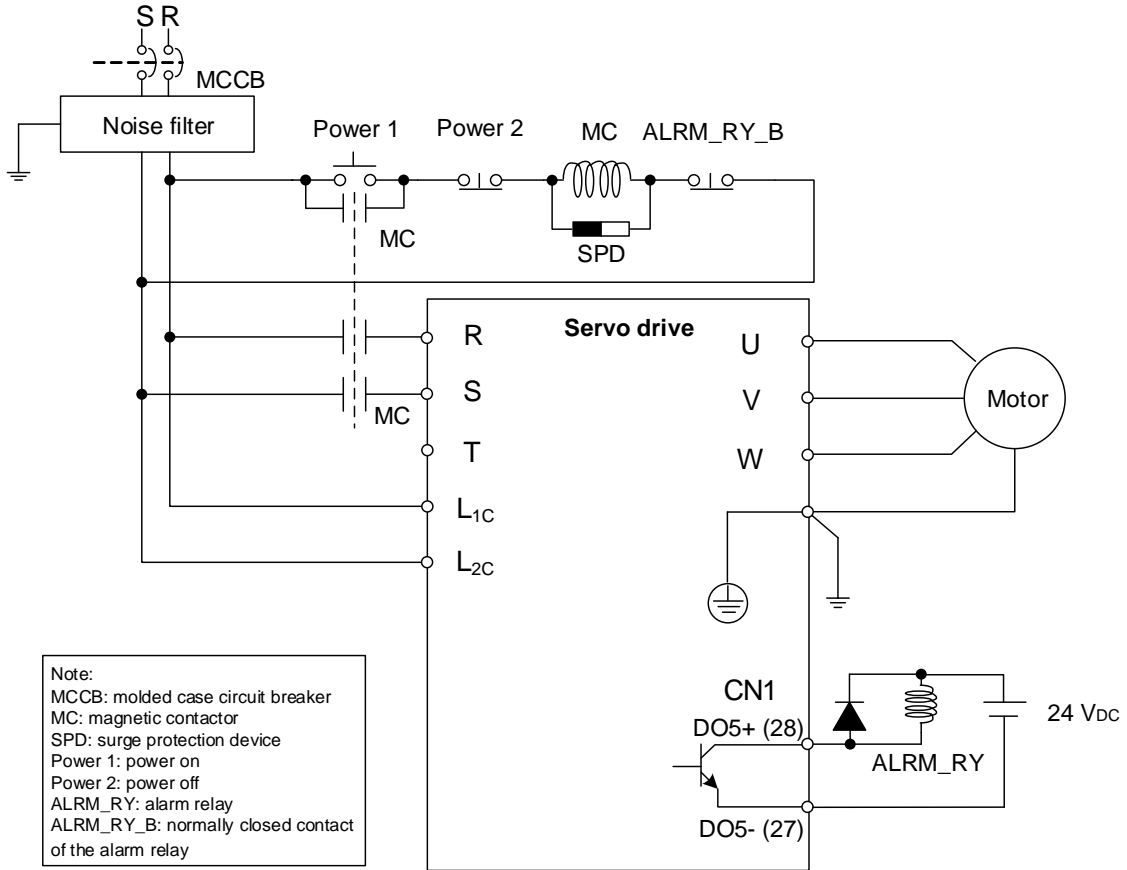 S R
MCCB
Noise filter
Power 1
Power 2
MC
ALRM_RY_B
MC
SPD
Servo drive
R
S
MC
T
L1C
L2C
U
V
W
Motor
CN1
DO5+ (28)
DO5- (27)
ALRM_RY
24 VDC
Note:
MCCB: molded case circuit breaker
MC: magnetic contactor
SPD: surge protection device
Power 1: power on
Power 2: power off
ALRM_RY: alarm relay
ALRM_RY_B: normally closed contact
of the alarm relay